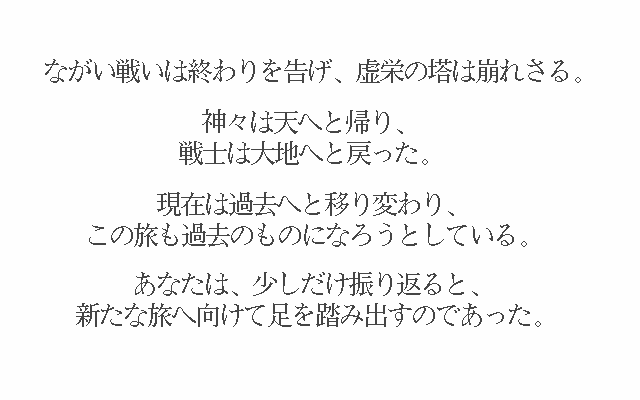 ながい戦いは終わりを告げ、虚栄の塔は崩れさる。
神々は天へと帰り、
戦士は大地へと戻った。
現在は過去へと移り変わり、
この旅も過去のものになろうとしている。
あなたは、少しだけ振り返ると、
新たな旅へ向けて足を踏み出すのであった。